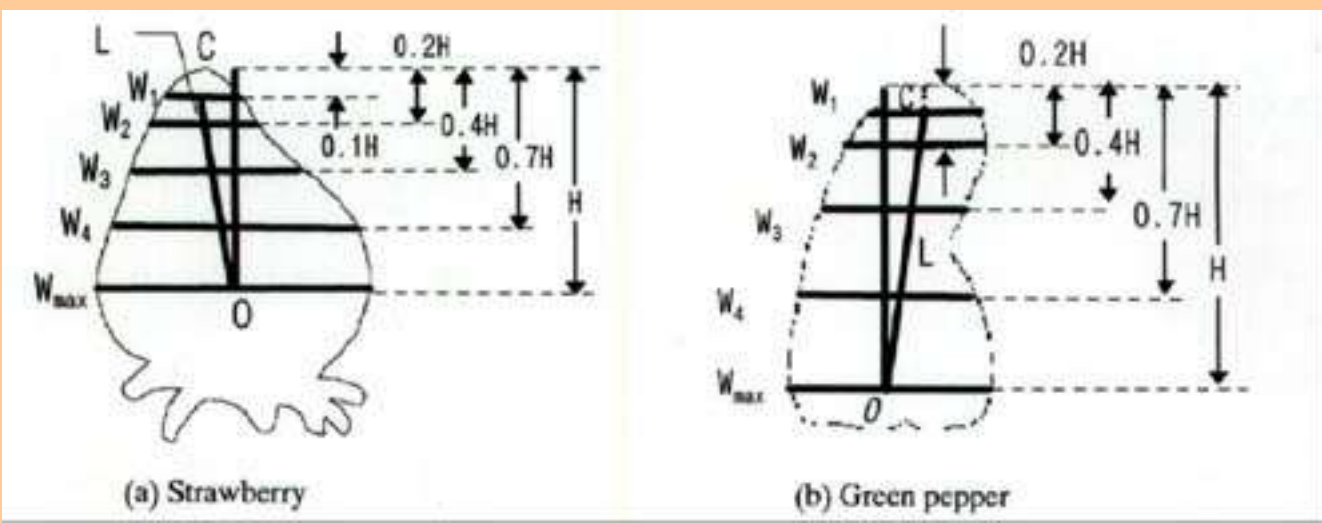 L
C
0.2H
W₁
W₂
0.1H
0.4H
W₃
0.7H
W₄
H
Wmax
O
(a) Strawberry
0.2H
W₁
C
W₂
0.4H
W₃
0.7H
L
H
W₄
Wmax
O
(b) Green pepper